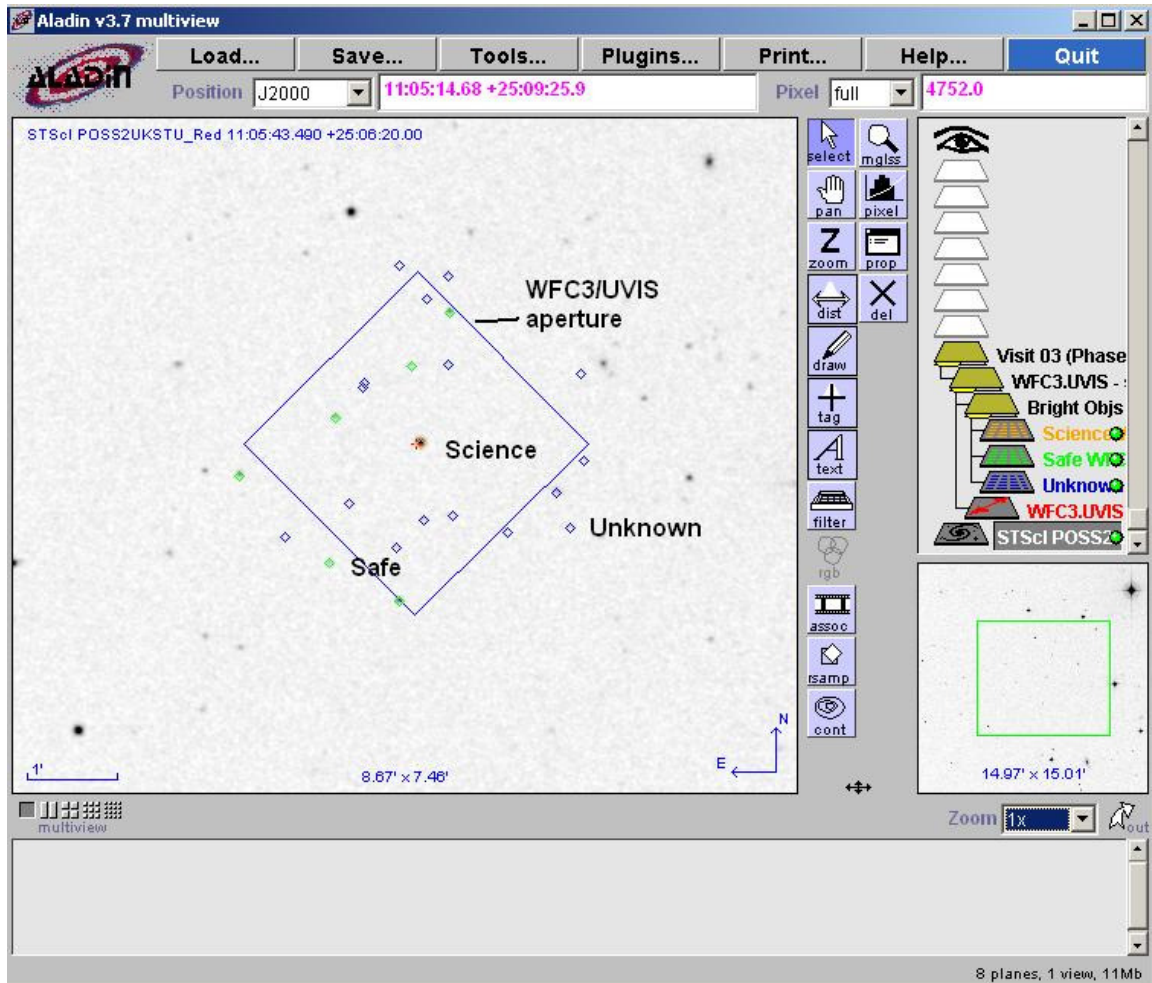 Aladin v3.7 multiview
ALADIN
Load...
Save...
Tools...
Plugins...
Print...
Help...
Quit
Position
J2000
11:05:14.68 +25:09:25.9
Pixel
full
4752.0
STScI POSS2UKSTU_Red 11:05:43.490 +25:06:20.00
WFC3/UVIS
aperture
Science
Unknown
Safe
1'
8.67' x 7.46'
N
E
select
mglss
pan
pixel
Z
zoom
prop
dist
del
draw
tag
A
text
filter
rgb
assoc
rsamp
cont
Visit 03 (Phase
WFC3.UVIS -
Bright Objs
Science
Safe
Unknow
WFC3.UVIS
STScI POSS2
14.97' x 15.01'
multiview
Zoom
1x
out
8 planes, 1 view, 11Mb